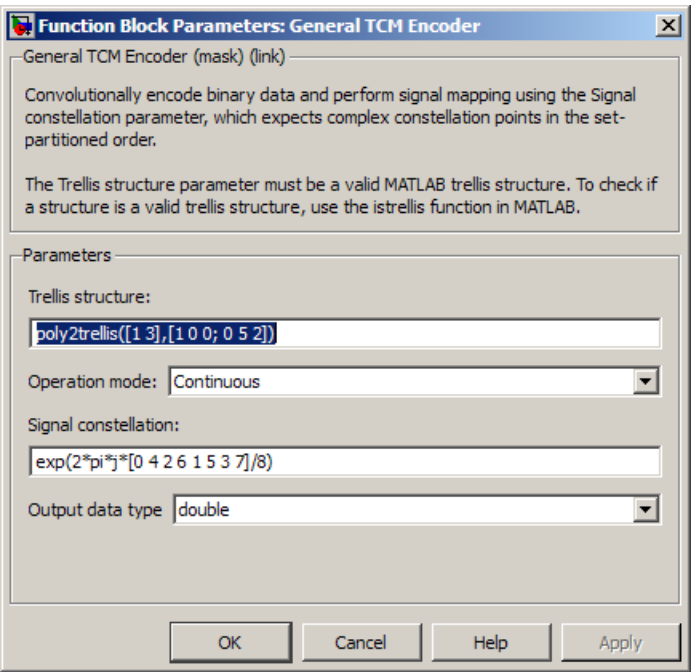 Function Block Parameters: General TCM Encoder
General TCM Encoder (mask) (link)
Convolutionally encode binary data and perform signal mapping using the Signal
constellation parameter, which expects complex constellation points in the set-
partitioned order.
The Trellis structure parameter must be a valid MATLAB trellis structure. To check if
a structure is a valid trellis structure, use the istrellis function in MATLAB.
Parameters
Trellis structure:
poly2trellis([1 3],[1 0 0; 0 5 2])
Operation mode: Continuous
Signal constellation:
exp(2*pi*j*[0 4 2 6 1 5 3 7]/8)
Output data type double
OK Cancel Help Apply